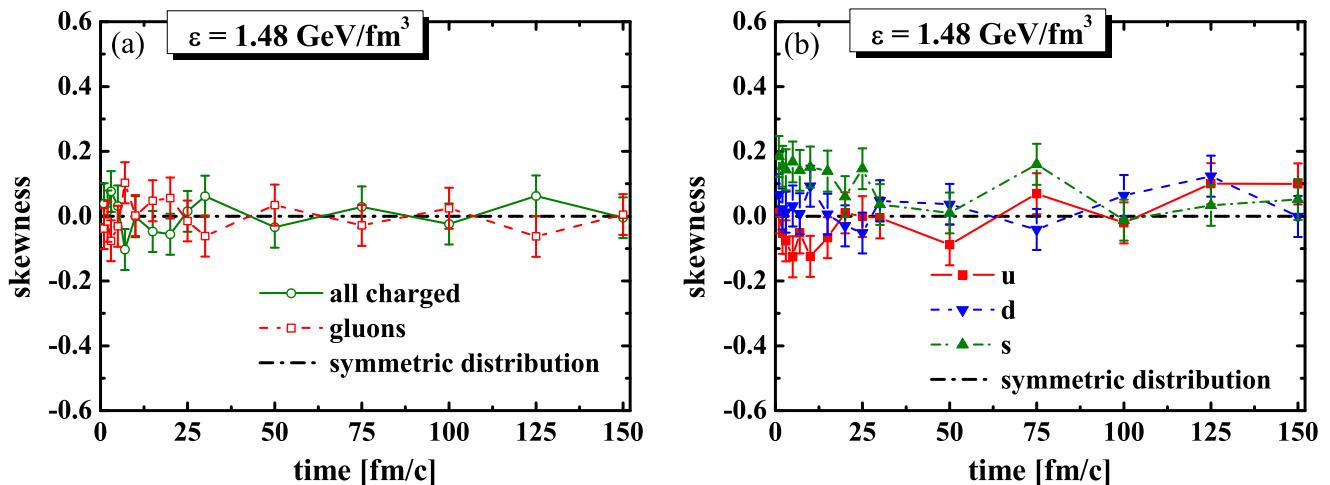 (a)
ε = 1.48 GeV/fm³
0.6
0.4
0.2
0.0
-0.2
-0.4
-0.6
skewness
all charged
gluons
symmetric distribution
0 25 50 75 100 125 150
time [fm/c]
(b)
ε = 1.48 GeV/fm³
0.6
0.4
0.2
0.0
-0.2
-0.4
-0.6
skewness
u
d
s
symmetric distribution
0 25 50 75 100 125 150
time [fm/c]